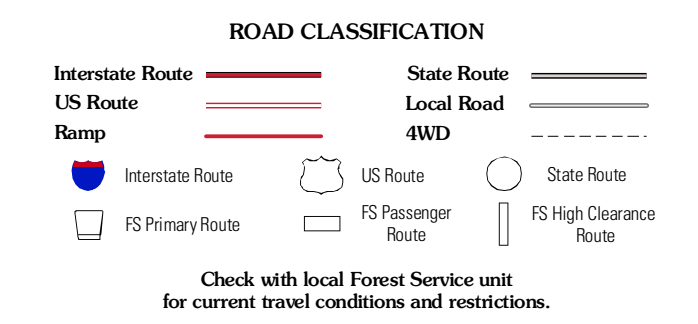 ROAD CLASSIFICATION
Interstate Route
State Route
US Route
Local Road
Ramp
4WD
Interstate Route
US Route
State Route
FS Primary Route
FS Passenger
Route
FS High Clearance
Route
Check with local Forest Service unit
for current travel conditions and restrictions.